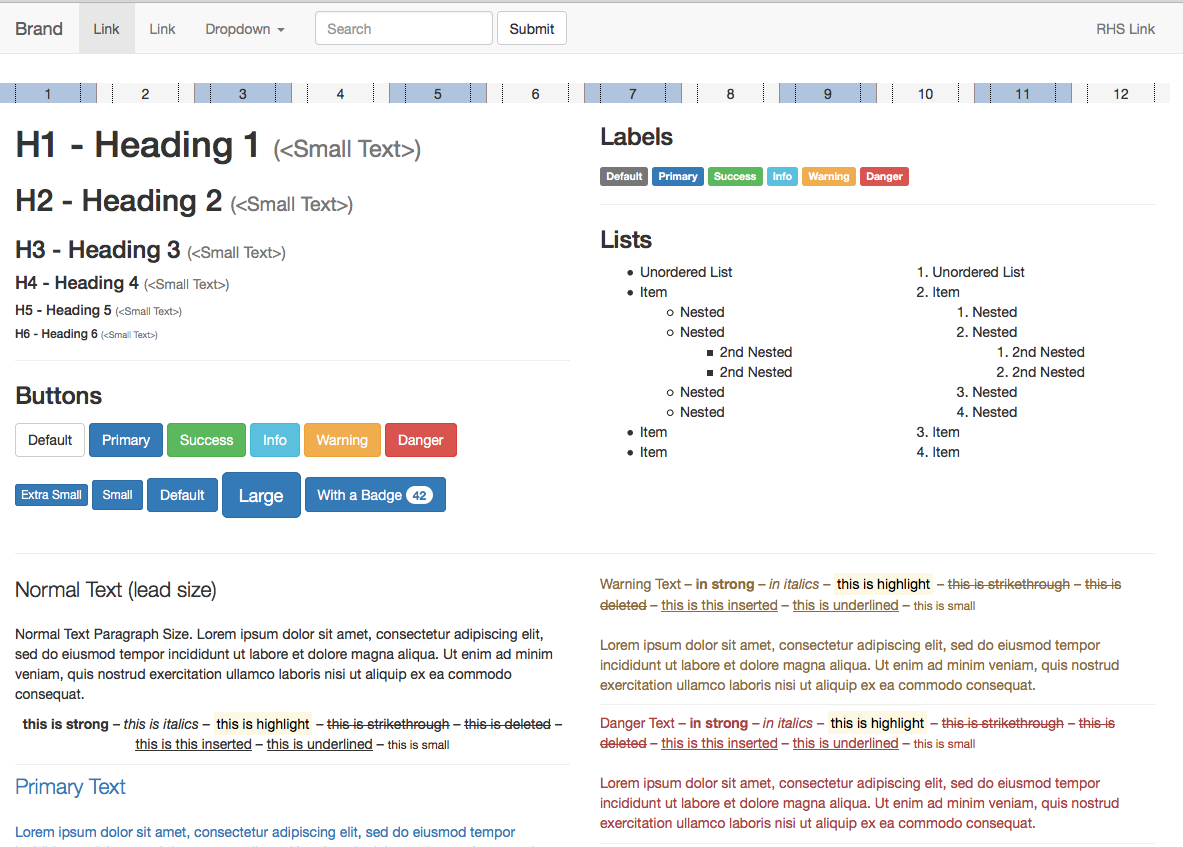 Brand Link Link Dropdown Search Submit RHS Link
1 2 3 4 5 6 7 8 9 10 11 12
H1 - Heading 1 (<Small Text>)
H2 - Heading 2 (<Small Text>)
H3 - Heading 3 (<Small Text>)
H4 - Heading 4 (<Small Text>)
H5 - Heading 5 (<Small Text>)
H6 - Heading 6 (<Small Text>)
Buttons
Default Primary Success Info Warning Danger
Extra Small Small Default Large With a Badge 42
Labels
Default Primary Success Info Warning Danger
Lists
• Unordered List
• Item
○ Nested
○ Nested
■ 2nd Nested
■ 2nd Nested
○ Nested
○ Nested
• Item
• Item
1. Unordered List
2. Item
1. Nested
2. Nested
1. 2nd Nested
2. 2nd Nested
3. Nested
4. Nested
3. Item
4. Item
Normal Text (lead size)
Normal Text Paragraph Size. Lorem ipsum dolor sit amet, consectetur adipiscing elit,
sed do eiusmod tempor incididunt ut labore et dolore magna aliqua. Ut enim ad minim
veniam, quis nostrud exercitation ullamco laboris nisi ut aliquip ex ea commodo
consequat.
this is strong – this is italics – this is highlight – this is strikethrough – this is deleted –
this is this inserted – this is underlined – this is small
Primary Text
Lorem ipsum dolor sit amet, consectetur adipiscing elit, sed do eiusmod tempor
Warning Text – in strong – in italics – this is highlight – this is strikethrough – this is
deleted – this is this inserted – this is underlined – this is small
Lorem ipsum dolor sit amet, consectetur adipiscing elit, sed do eiusmod tempor
incididunt ut labore et dolore magna aliqua. Ut enim ad minim veniam, quis nostrud
exercitation ullamco laboris nisi ut aliquip ex ea commodo consequat.
Danger Text – in strong – in italics – this is highlight – this is strikethrough – this is
deleted – this is this inserted – this is underlined – this is small
Lorem ipsum dolor sit amet, consectetur adipiscing elit, sed do eiusmod tempor
incididunt ut labore et dolore magna aliqua. Ut enim ad minim veniam, quis nostrud
exercitation ullamco laboris nisi ut aliquip ex ea commodo consequat.